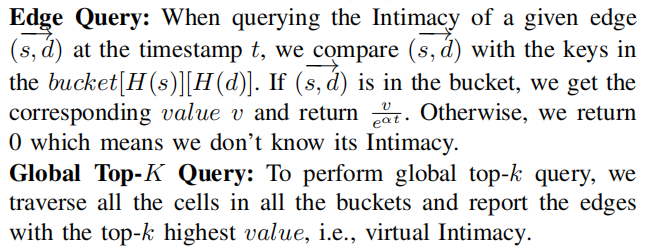 Edge Query: When querying the Intimacy of a given edge
(s, d) at the timestamp t, we compare (s, d) with the keys in
the bucket[H(s)][H(d)]. If (s, d) is in the bucket, we get the
corresponding value v and return v/e^{αt}. Otherwise, we return
0 which means we don't know its Intimacy.
Global Top-K Query: To perform global top-k query, we
traverse all the cells in all the buckets and report the edges
with the top-k highest value, i.e., virtual Intimacy.